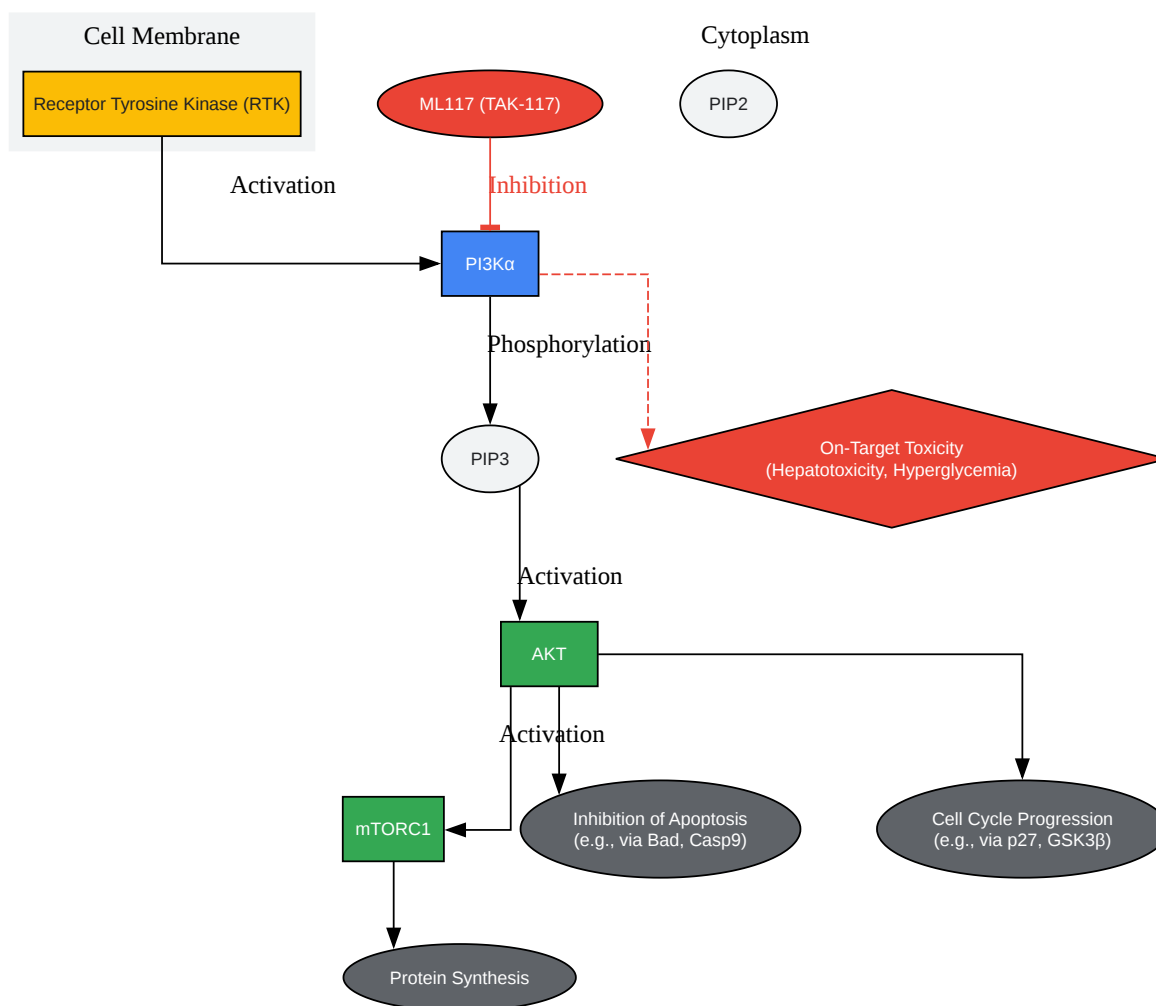 Cell Membrane
Cytoplasm
Receptor Tyrosine Kinase (RTK)
ML117 (TAK-117)
PIP2
Activation
Inhibition
PI3Kα
Phosphorylation
PIP3
On-Target Toxicity
(Hepatotoxicity, Hyperglycemia)
Activation
AKT
Activation
mTORC1
Inhibition of Apoptosis
(e.g., via Bad, Casp9)
Cell Cycle Progression
(e.g., via p27, GSK3β)
Protein Synthesis